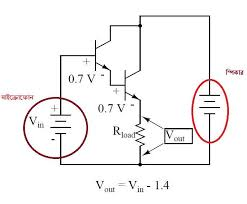 স্পিকার
+
0.7 V -
মাইক্রোফোন
+
+
0.7 V -
Vin
Rload
Vout
-
Vout = Vin - 1.4